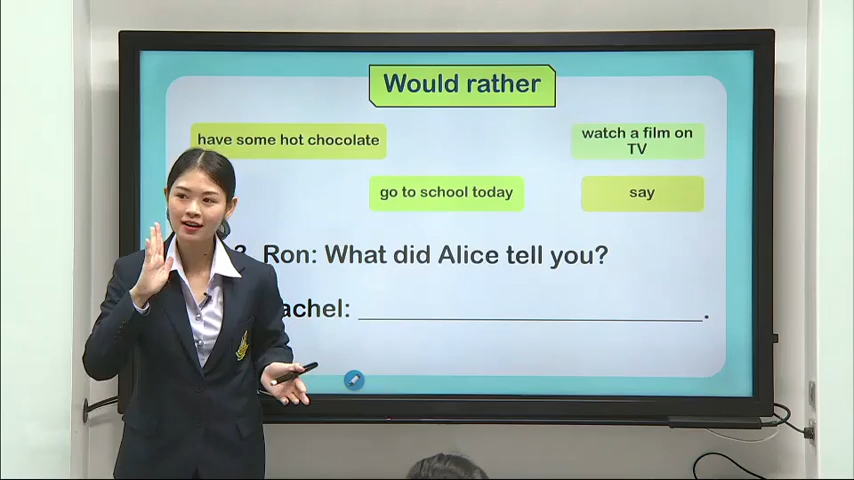 Would rather
have some hot chocolate
watch a film on
TV
go to school today
say
Ron: What did Alice tell you?
achel: